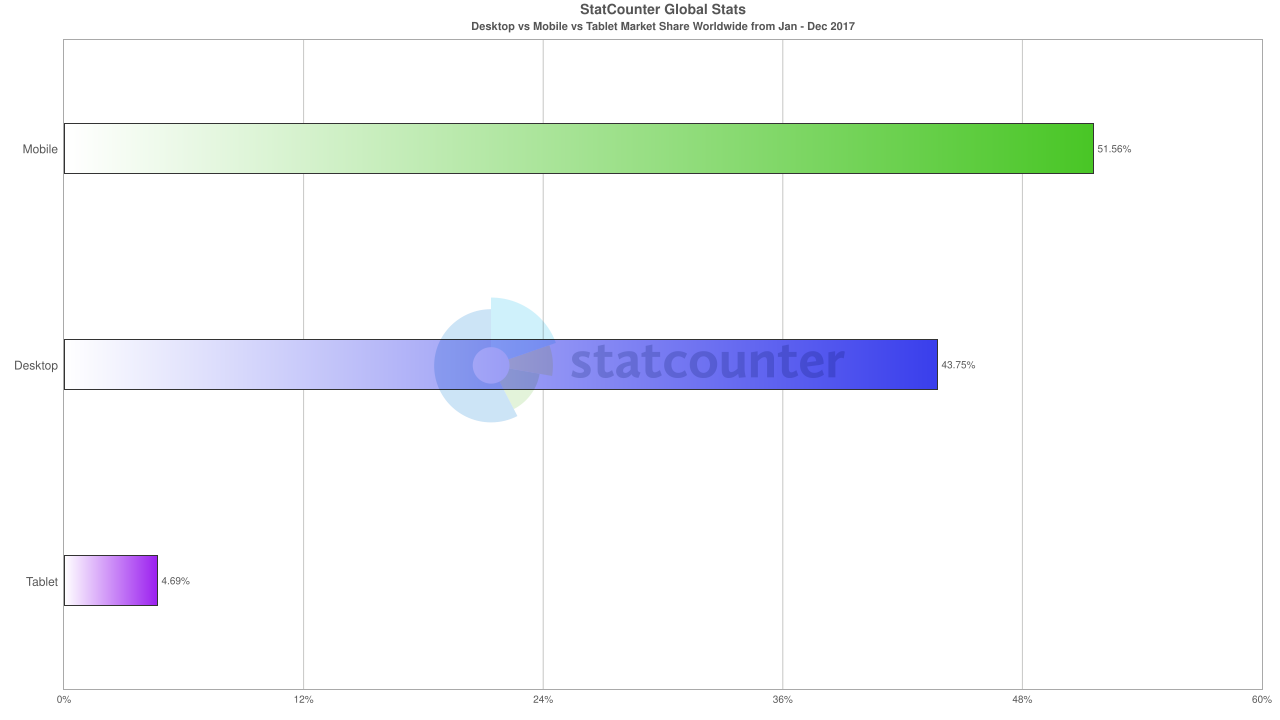 StatCounter Global Stats
Desktop vs Mobile vs Tablet Market Share Worldwide from Jan - Dec 2017
Mobile
51.56%
Desktop
statcounter
43.75%
Tablet
4.69%
0%
12%
24%
36%
48%
60%